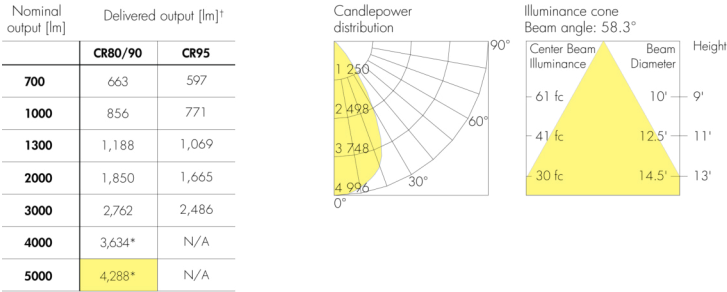 Nominal output [lm]
Delivered output [lm]†
CR80/90 CR95
700 663 597
1000 856 771
1300 1,188 1,069
2000 1,850 1,665
3000 2,762 2,486
4000 3,634* N/A
5000 4,288* N/A
Candlepower
distribution
90°
1 250
2 498
60°
3 748
30°
4 996
0°
Illuminance cone
Beam angle: 58.3°
Center Beam Illuminance
Beam Diameter
Height
61 fc 10' 9'
41 fc 12.5' 11'
30 fc 14.5' 13'